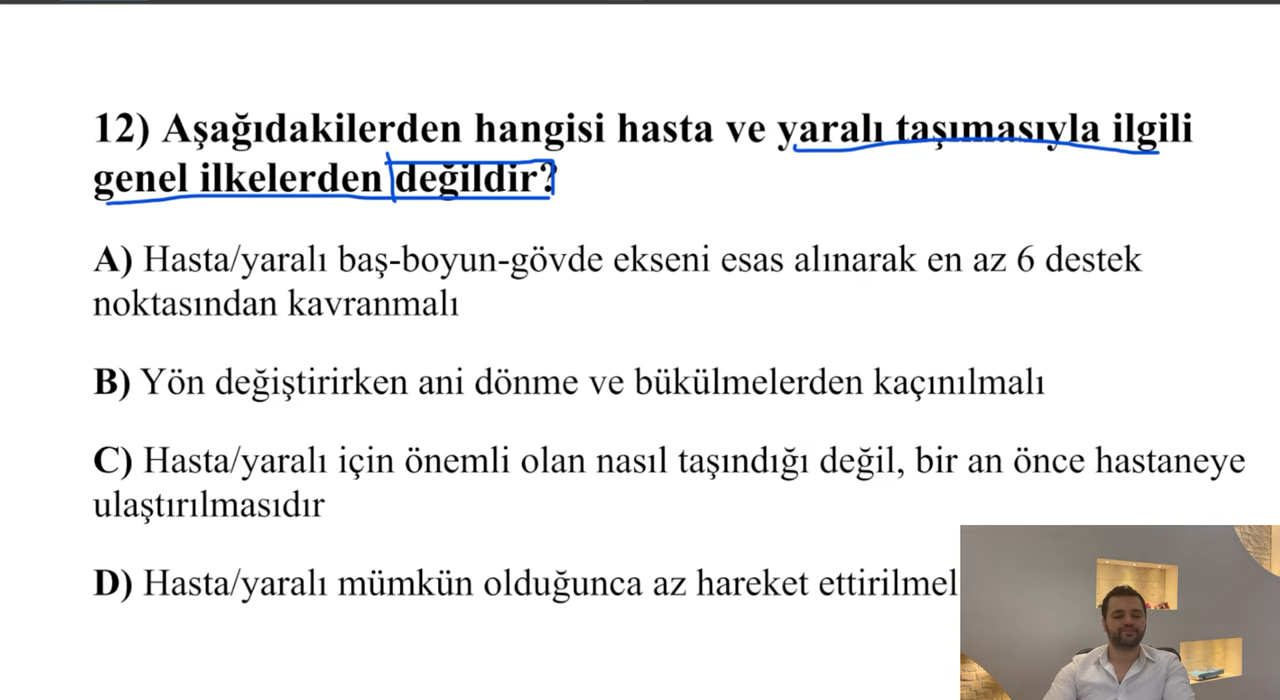 12) Aşağıdakilerden hangisi hasta ve yaralı taşımasıyla ilgili
genel ilkelerden değildir?
A) Hasta/yaralı baş-boyun-gövde ekseni esas alınarak en az 6 destek
noktasından kavranmalı
B) Yön değiştirirken ani dönme ve bükülmelerden kaçınılmalı
C) Hasta/yaralı için önemli olan nasıl taşındığı değil, bir an önce hastaneye
ulaştırılmasıdır
D) Hasta/yaralı mümkün olduğunca az hareket ettirilmel